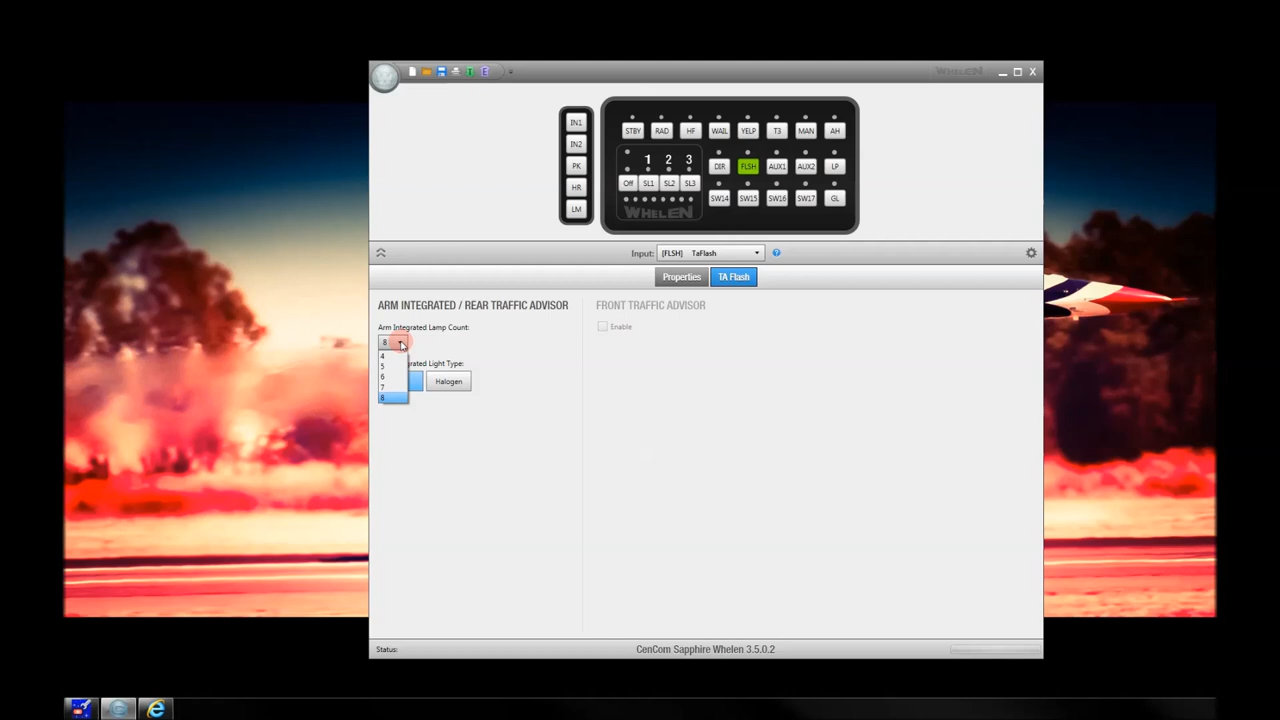 T E WHELEN
IN1 IN2 PK HR LM
STBY RAD HF WAIL YELP T3 MAN AH
1 2 3 DIR FLSH AUX1 AUX2 LP
Off SL1 SL2 SL3
SW14 SW15 SW16 SW17 GL
WHELEN
Input: [FLSH] TaFlash
Properties TA Flash
ARM INTEGRATED / REAR TRAFFIC ADVISOR
Arm Integrated Lamp Count:
8
4
5
6
7
8
grated Light Type:
Halogen
FRONT TRAFFIC ADVISOR
Enable
Status: CenCom Sapphire Whelen 3.5.0.2